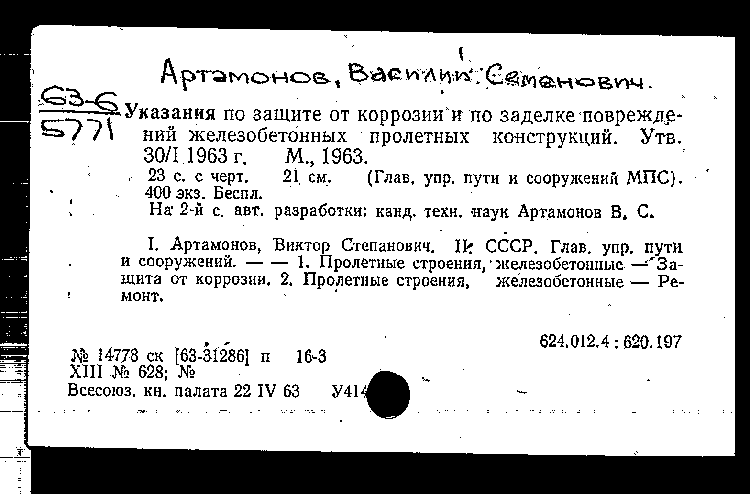 Артамонов, Василий Семенович.
63-6
5771
Указания по защите от коррозии и по заделке поврежде-
ний железобетонных пролетных конструкций. Утв.
30/I 1963 г. М., 1963.
23 с. с черт. 21 см. (Глав. упр. пути и сооружений МПС).
400 экз. Беспл.
На 2-й с. авт. разработки: канд. техн. наук Артамонов В. С.
I. Артамонов, Виктор Степанович. II. СССР. Глав. упр. пути
и сооружений. — — 1. Пролетные строения, железобетонные — За-
щита от коррозии. 2. Пролетные строения, железобетонные — Ре-
монт.
624.012.4 : 620.197
№ 14778 ск [63-31286] п 16-3
XIII № 628; №
Всесоюз. кн. палата 22 IV 63 У414